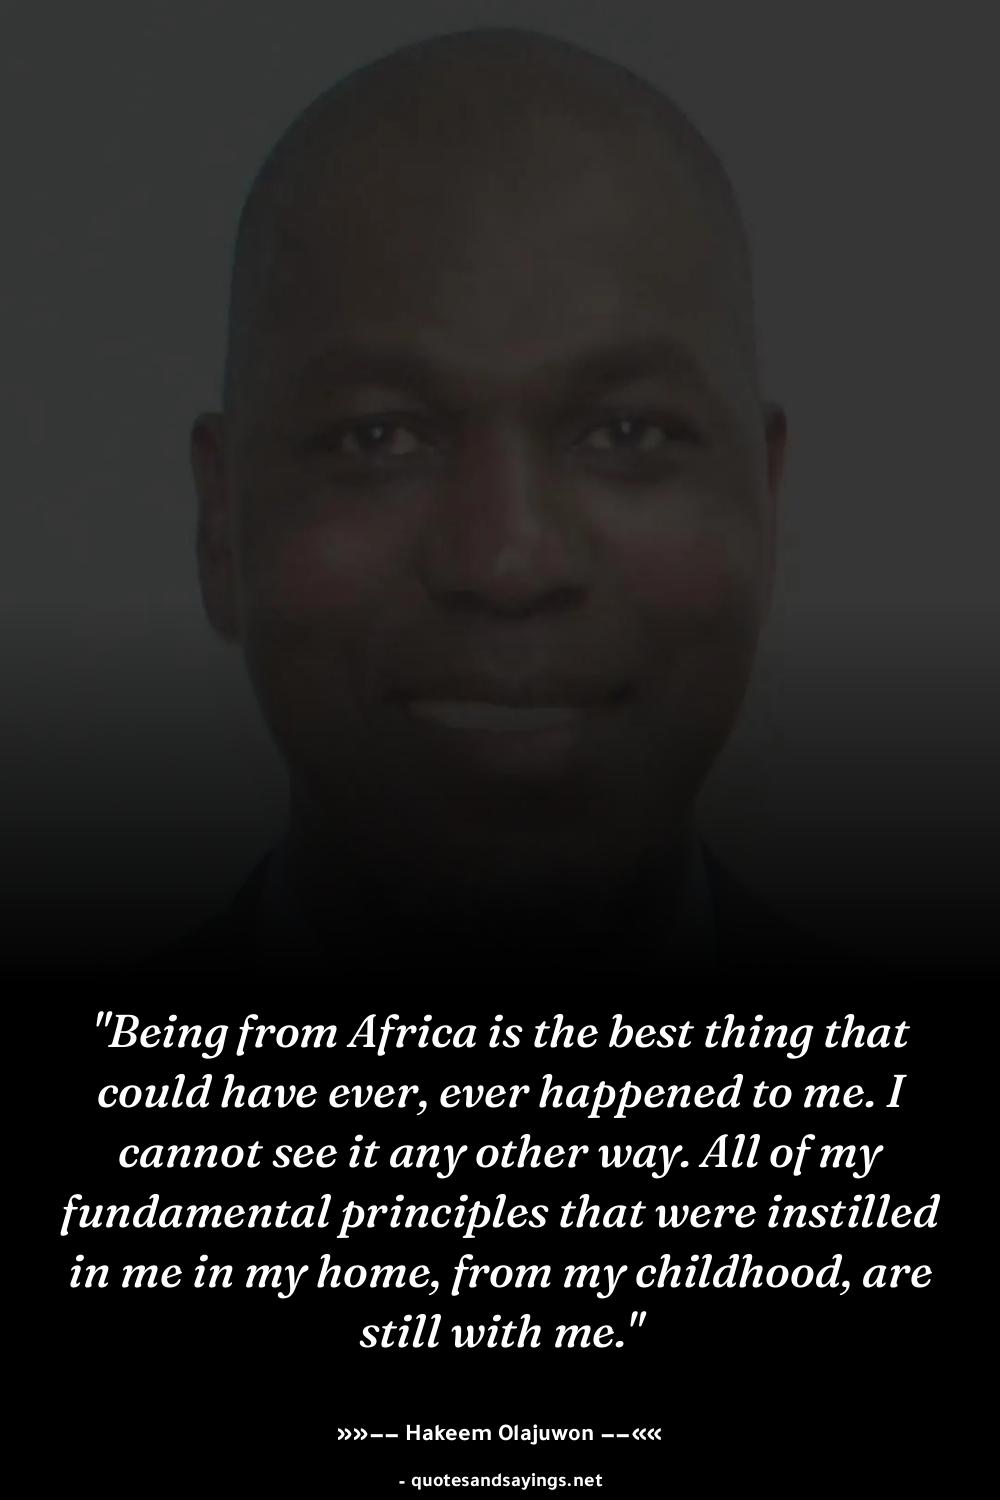 "Being from Africa is the best thing that
could have ever, ever happened to me. I
cannot see it any other way. All of my
fundamental principles that were instilled
in me in my home, from my childhood, are
still with me."
»»−− Hakeem Olajuwon −−««
- quotesandsayings.net